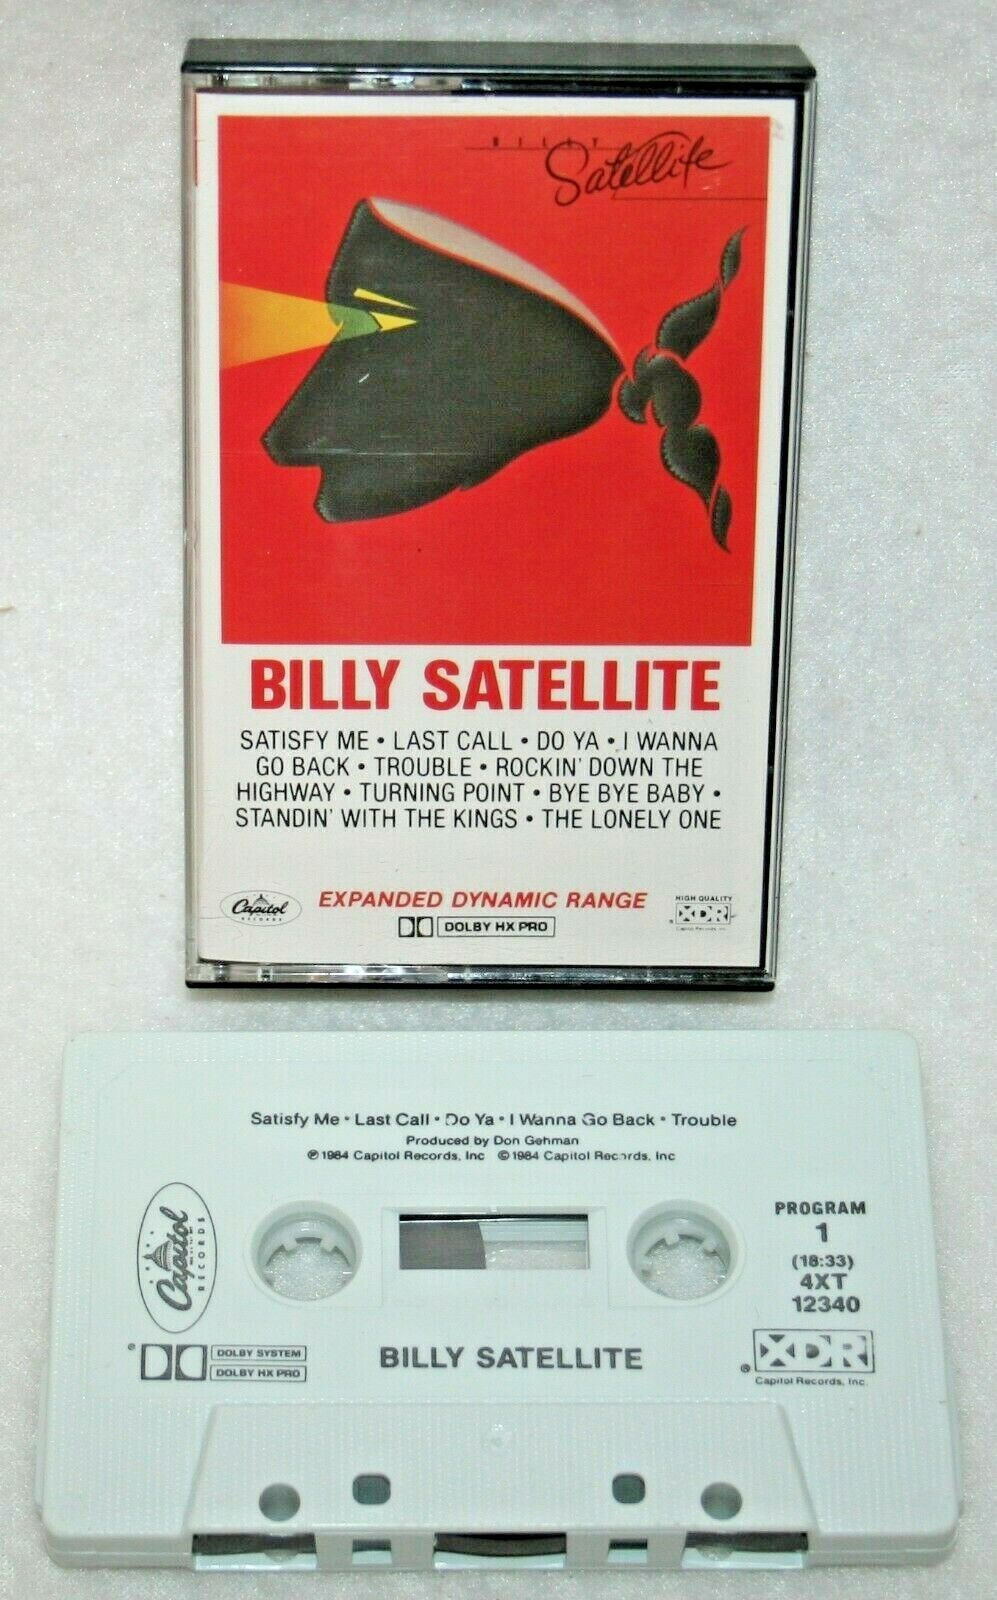 BILLY
Satellite
BILLY SATELLITE
SATISFY ME • LAST CALL • DO YA • I WANNA
GO BACK • TROUBLE • ROCKIN' DOWN THE
HIGHWAY • TURNING POINT • BYE BYE BABY •
STANDIN' WITH THE KINGS • THE LONELY ONE
Capitol
RECORDS
EXPANDED DYNAMIC RANGE
DOLBY HX PRO
HIGH QUALITY
XDR
Capitol Records, Inc.
Satisfy Me • Last Call • Do Ya • I Wanna Go Back • Trouble
Produced by Don Gehman
℗1984 Capitol Records, Inc ©1984 Capitol Records, Inc
Capitol
RECORDS
PROGRAM
1
(18:33)
4XT
12340
® DOLBY SYSTEM
DOLBY HX PRO
BILLY SATELLITE
® XDR
Capitol Records, Inc.